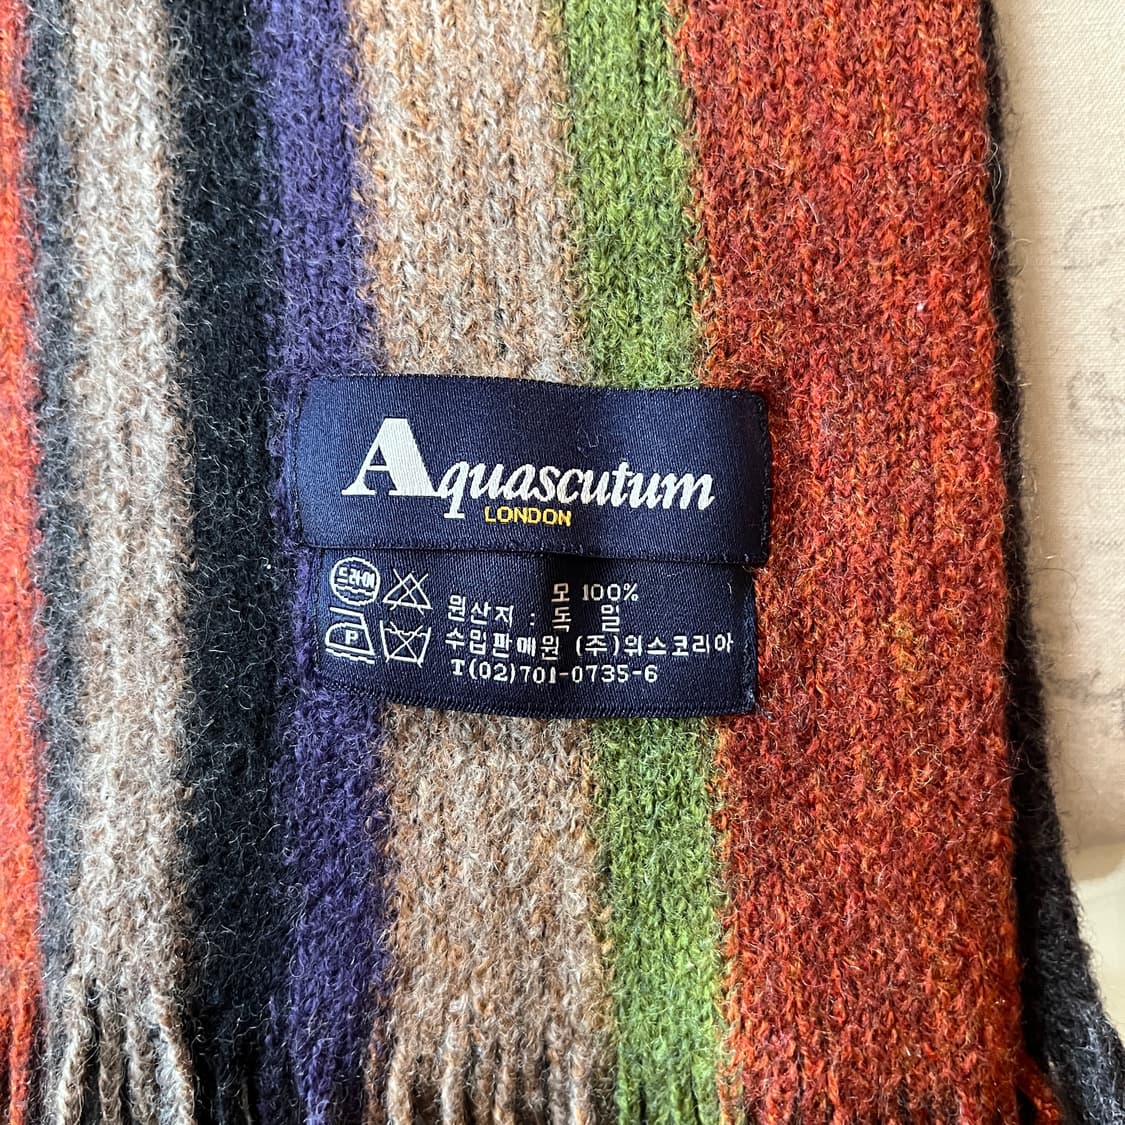 Aquascutum
LONDON
드라이
모 100%
원산지 : 독 일
P
수입판매원 (주)위스코리아
T(02)701-0735-6